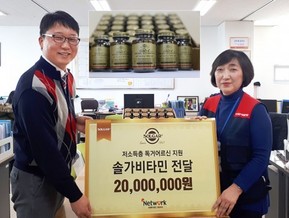 SOLGAR
저소득층 독거어르신 지원
솔가비타민 전달
20,000,000원
Network